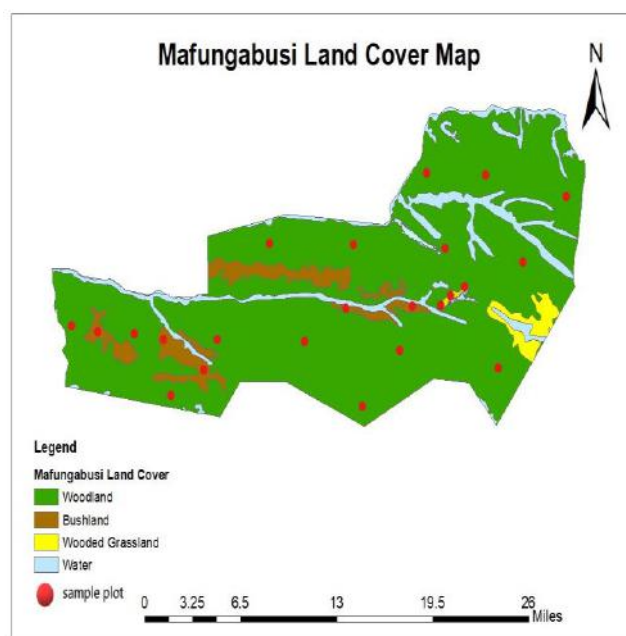 Mafungabusi Land Cover Map
N
Legend
Mafungabusi Land Cover
Woodland
Bushland
Wooded Grassland
Water
sample plot
0 3.25 6.5 13 19.5 26
Miles